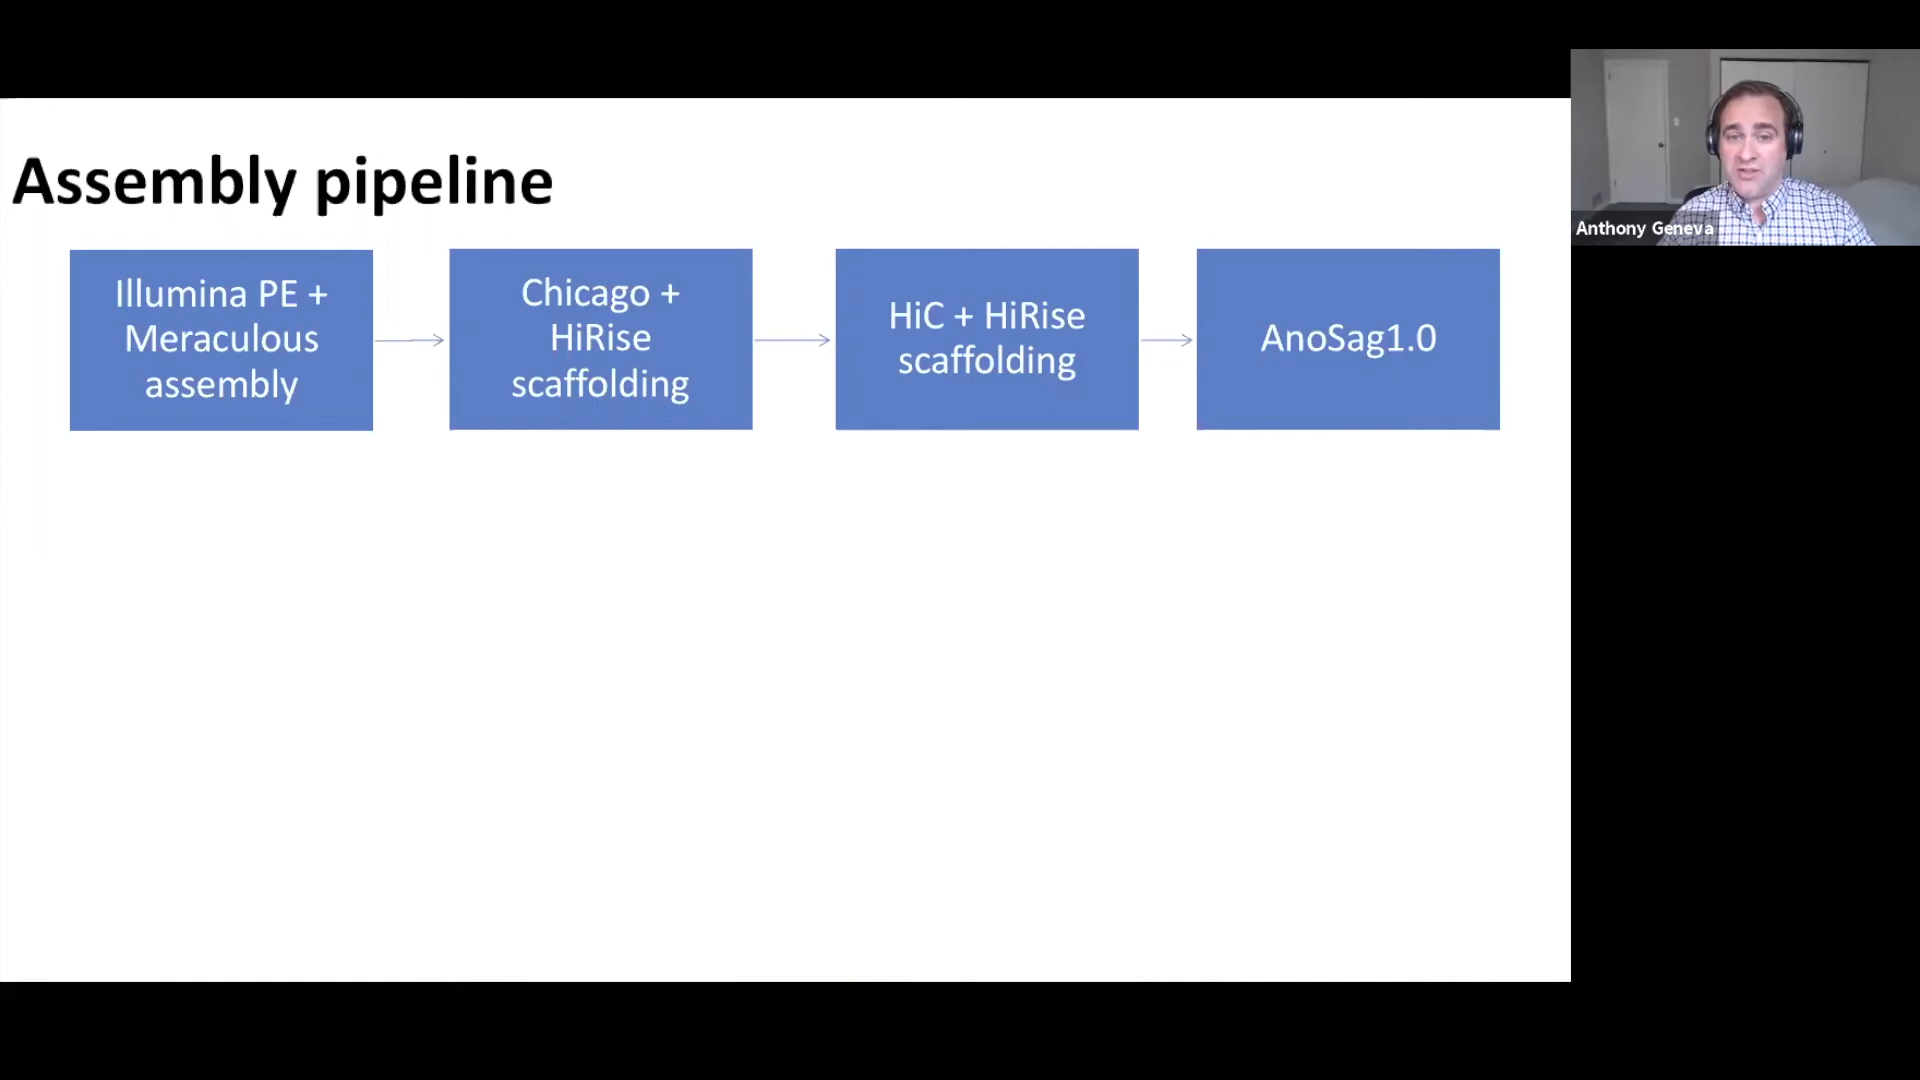 Assembly pipeline
Illumina PE +
Meraculous
assembly
Chicago +
HiRise
scaffolding
HiC + HiRise
scaffolding
AnoSag1.0
Anthony Geneva